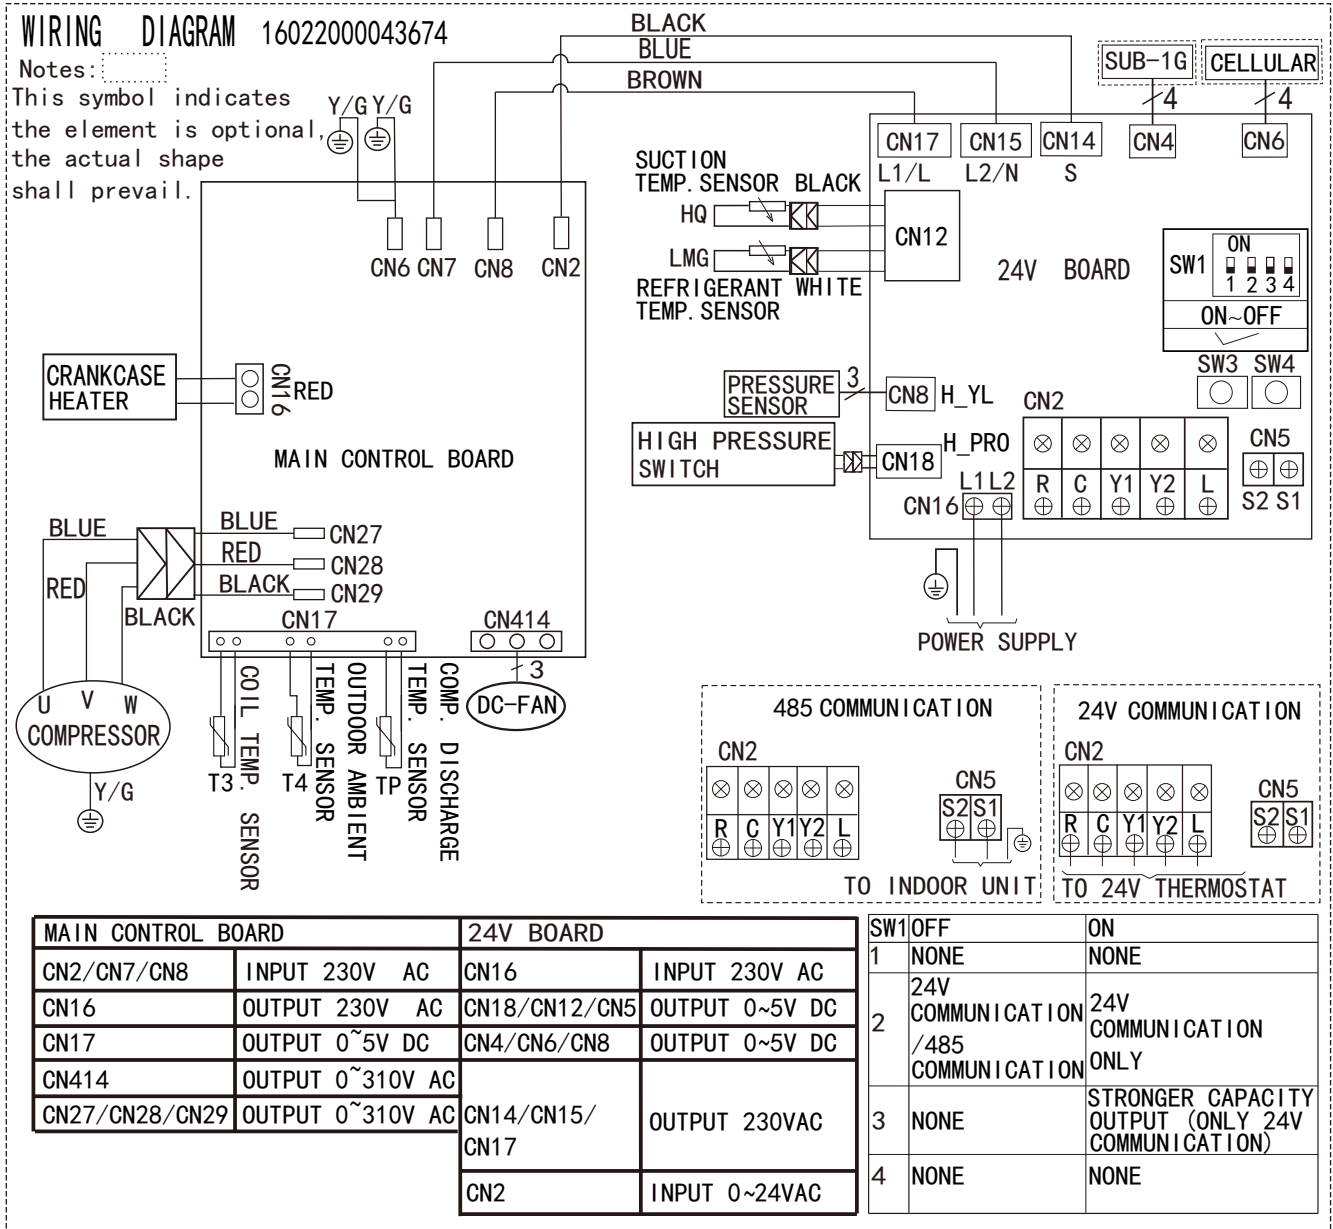 WIRING DIAGRAM 16022000043674
Notes:
This symbol indicates
the element is optional,
the actual shape
shall prevail.
BLACK
BLUE
BROWN
Y/G Y/G
CN6 CN7 CN8 CN2
CRANKCASE
HEATER
CN16
RED
MAIN CONTROL BOARD
BLUE
RED
BLACK
BLUE
RED
BLACK
CN27
CN28
CN29
CN17
CN414
3
DC-FAN
U V W
COMPRESSOR
Y/G
T3
COIL TEMP. SENSOR
T4
OUTDOOR AMBIENT
TEMP. SENSOR
TP
COMP. DISCHARGE
TEMP. SENSOR
SUB-1G
CELLULAR
4
4
CN17
CN15
CN14
CN4
CN6
L1/L
L2/N
S
SUCTION
TEMP. SENSOR BLACK
HQ
LMG
REFRIGERANT WHITE
TEMP. SENSOR
CN12
24V BOARD
SW1
ON
1 2 3 4
ON~OFF
SW3 SW4
PRESSURE
SENSOR
3
CN8
H_YL
HIGH PRESSURE
SWITCH
CN18
H_PRO
CN2
R C Y1 Y2 L
CN5
S2 S1
L1 L2
CN16
POWER SUPPLY
485 COMMUNICATION
CN2
R C Y1 Y2 L
CN5
S2 S1
TO INDOOR UNIT
24V COMMUNICATION
CN2
R C Y1 Y2 L
CN5
S2 S1
TO 24V THERMOSTAT
MAIN CONTROL BOARD
24V BOARD
CN2/CN7/CN8 INPUT 230V AC CN16 INPUT 230V AC
CN16 OUTPUT 230V AC CN18/CN12/CN5 OUTPUT 0~5V DC
CN17 OUTPUT 0~5V DC CN4/CN6/CN8 OUTPUT 0~5V DC
CN414 OUTPUT 0~310V AC
CN27/CN28/CN29 OUTPUT 0~310V AC
CN14/CN15/
CN17
OUTPUT 230VAC
CN2 INPUT 0~24VAC
SW1 OFF ON
1 NONE NONE
2
24V
COMMUNICATION
/485
COMMUNICATION
24V
COMMUNICATION
ONLY
3 NONE
STRONGER CAPACITY
OUTPUT (ONLY 24V
COMMUNICATION)
4 NONE NONE